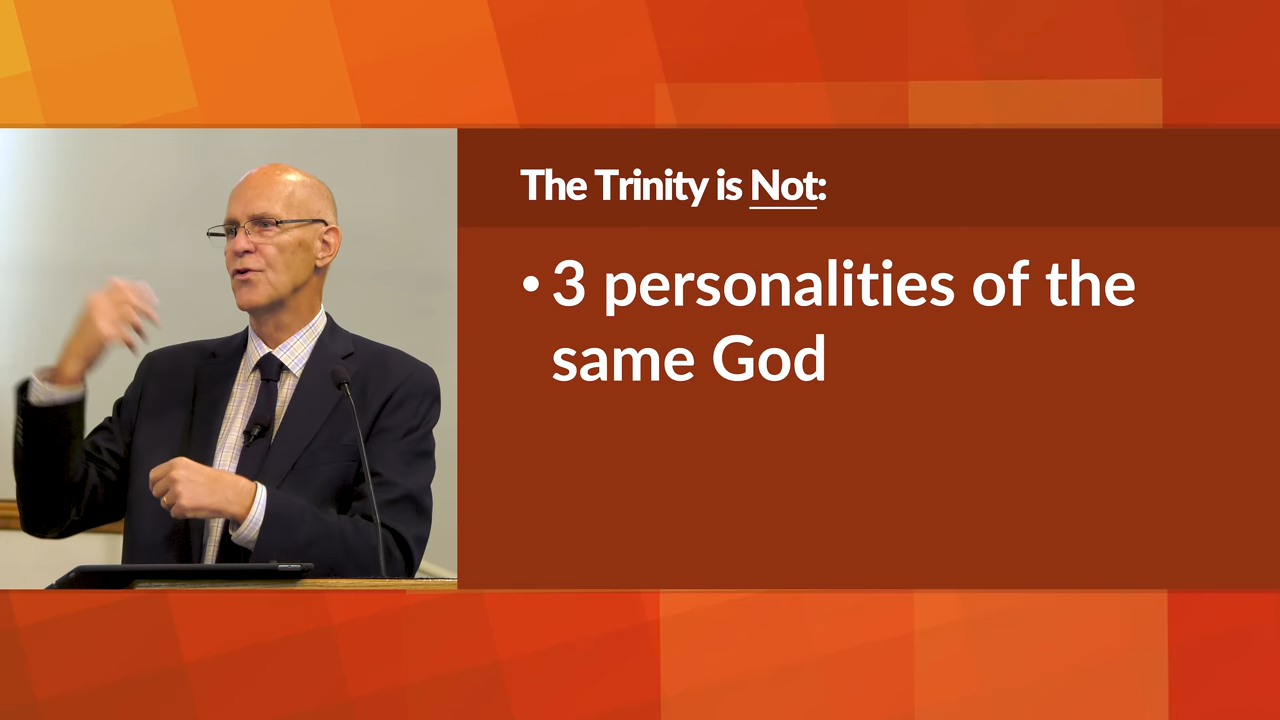 The Trinity is Not:
• 3 personalities of the
same God